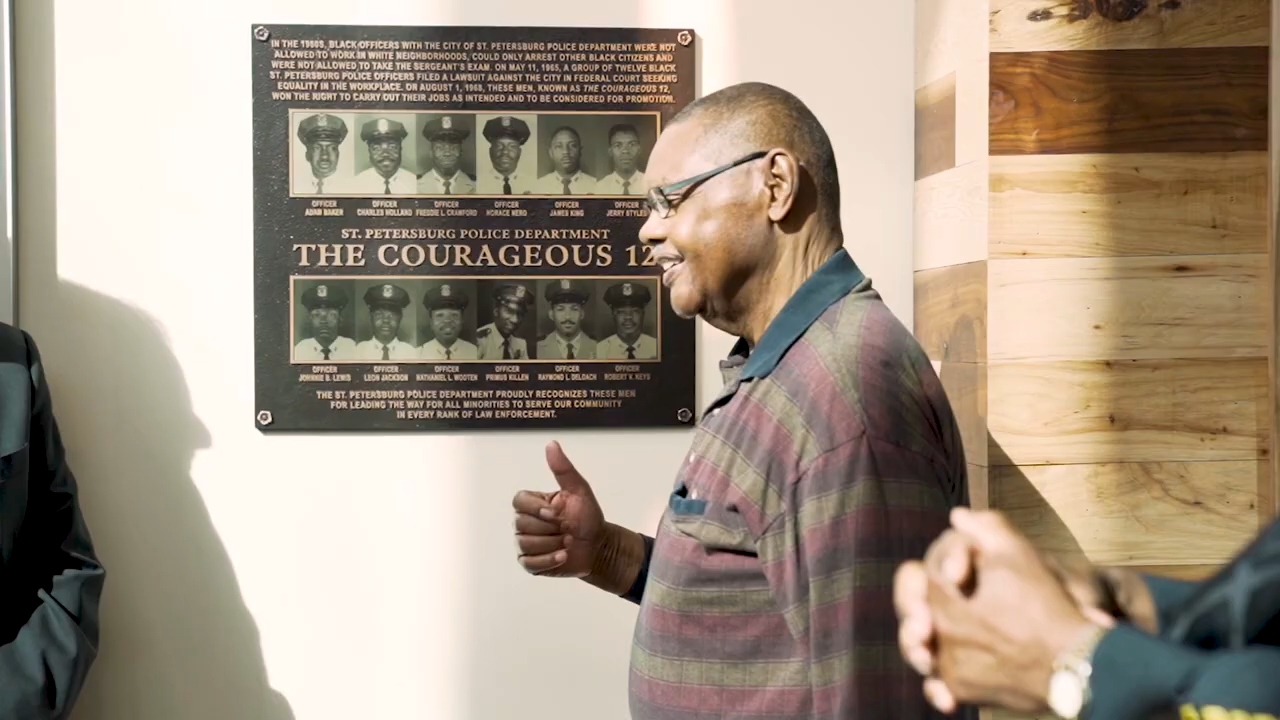 IN THE 1960S, BLACK OFFICERS WITH THE CITY OF ST. PETERSBURG POLICE DEPARTMENT WERE NOT
ALLOWED TO WORK IN WHITE NEIGHBORHOODS, COULD ONLY ARREST OTHER BLACK CITIZENS AND
WERE NOT ALLOWED TO TAKE THE SERGEANT'S EXAM. ON MAY 11, 1965, A GROUP OF TWELVE BLACK
ST. PETERSBURG POLICE OFFICERS FILED A LAWSUIT AGAINST THE CITY IN FEDERAL COURT SEEKING
EQUALITY IN THE WORKPLACE. ON AUGUST 1, 1968, THESE MEN, KNOWN AS THE COURAGEOUS 12,
WON THE RIGHT TO CARRY OUT THEIR JOBS AS INTENDED AND TO BE CONSIDERED FOR PROMOTION.
OFFICER OFFICER OFFICER OFFICER OFFICER OFFICER
ADAM BAKER CHARLES HOLLAND FREDDIE L. CRAWFORD HORACE NERO JAMES KING JERRY STYLES
ST. PETERSBURG POLICE DEPARTMENT
THE COURAGEOUS 12
OFFICER OFFICER OFFICER OFFICER OFFICER OFFICER
JOHNNIE B. LEWIS LEON JACKSON NATHANIEL L. WOOTEN PRIMUS KILLEN RAYMOND L. DELOACH ROBERT V. KEYS
THE ST. PETERSBURG POLICE DEPARTMENT PROUDLY RECOGNIZES THESE MEN
FOR LEADING THE WAY FOR ALL MINORITIES TO SERVE OUR COMMUNITY
IN EVERY RANK OF LAW ENFORCEMENT.